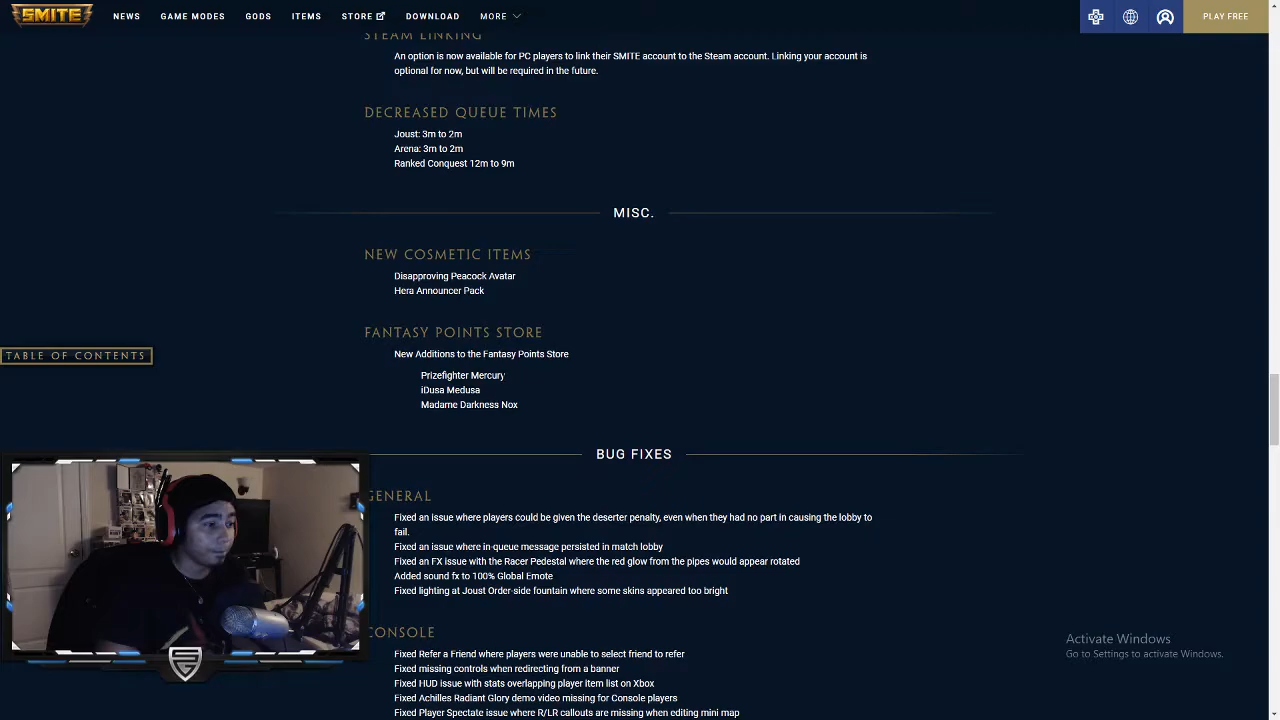 SMITE
NEWS
GAME MODES
GODS
ITEMS
STORE
DOWNLOAD
MORE
PLAY FREE
STEAM LINKING
An option is now available for PC players to link their SMITE account to the Steam account. Linking your account is
optional for now, but will be required in the future.
DECREASED QUEUE TIMES
Joust: 3m to 2m
Arena: 3m to 2m
Ranked Conquest 12m to 9m
MISC.
NEW COSMETIC ITEMS
Disapproving Peacock Avatar
Hera Announcer Pack
FANTASY POINTS STORE
New Additions to the Fantasy Points Store
Prizefighter Mercury
iDusa Medusa
Madame Darkness Nox
TABLE OF CONTENTS
BUG FIXES
GENERAL
Fixed an issue where players could be given the deserter penalty, even when they had no part in causing the lobby to
fail.
Fixed an issue where in-queue message persisted in match lobby
Fixed an FX issue with the Racer Pedestal where the red glow from the pipes would appear rotated
Added sound fx to 100% Global Emote
Fixed lighting at Joust Order-side fountain where some skins appeared too bright
CONSOLE
Fixed Refer a Friend where players were unable to select friend to refer
Fixed missing controls when redirecting from a banner
Fixed HUD issue with stats overlapping player item list on Xbox
Fixed Achilles Radiant Glory demo video missing for Console players
Fixed Player Spectate issue where R/LR callouts are missing when editing mini map
Activate Windows
Go to Settings to activate Windows.